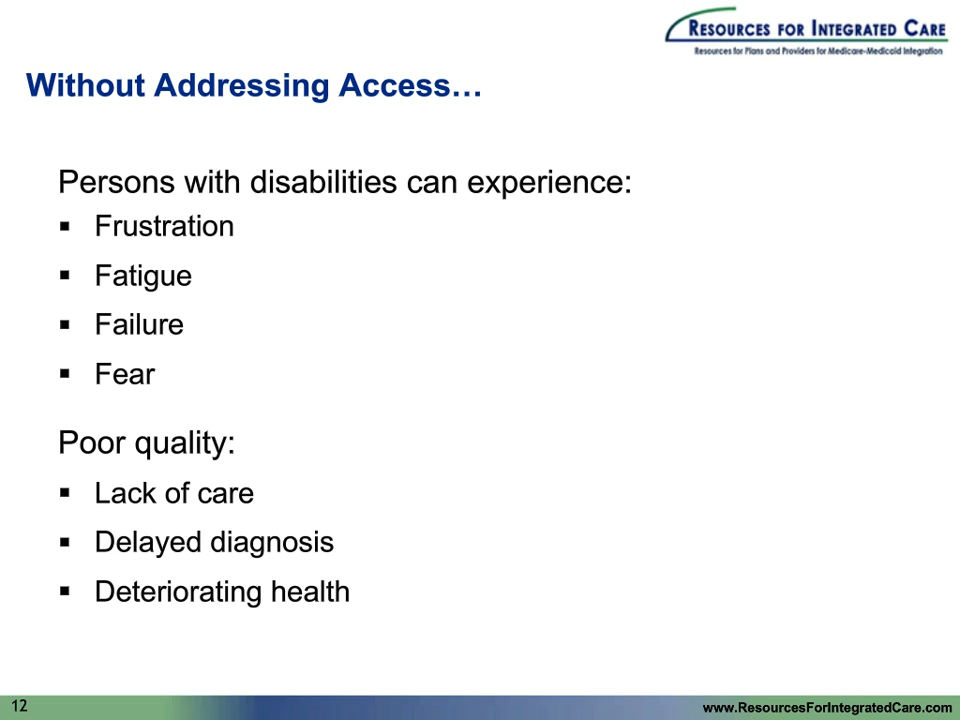 RESOURCES FOR INTEGRATED CARE
Resources for Plans and Providers for Medicare-Medicaid Integration
Without Addressing Access…
Persons with disabilities can experience:
▪ Frustration
▪ Fatigue
▪ Failure
▪ Fear
Poor quality:
▪ Lack of care
▪ Delayed diagnosis
▪ Deteriorating health
12
www.ResourcesForIntegratedCare.com